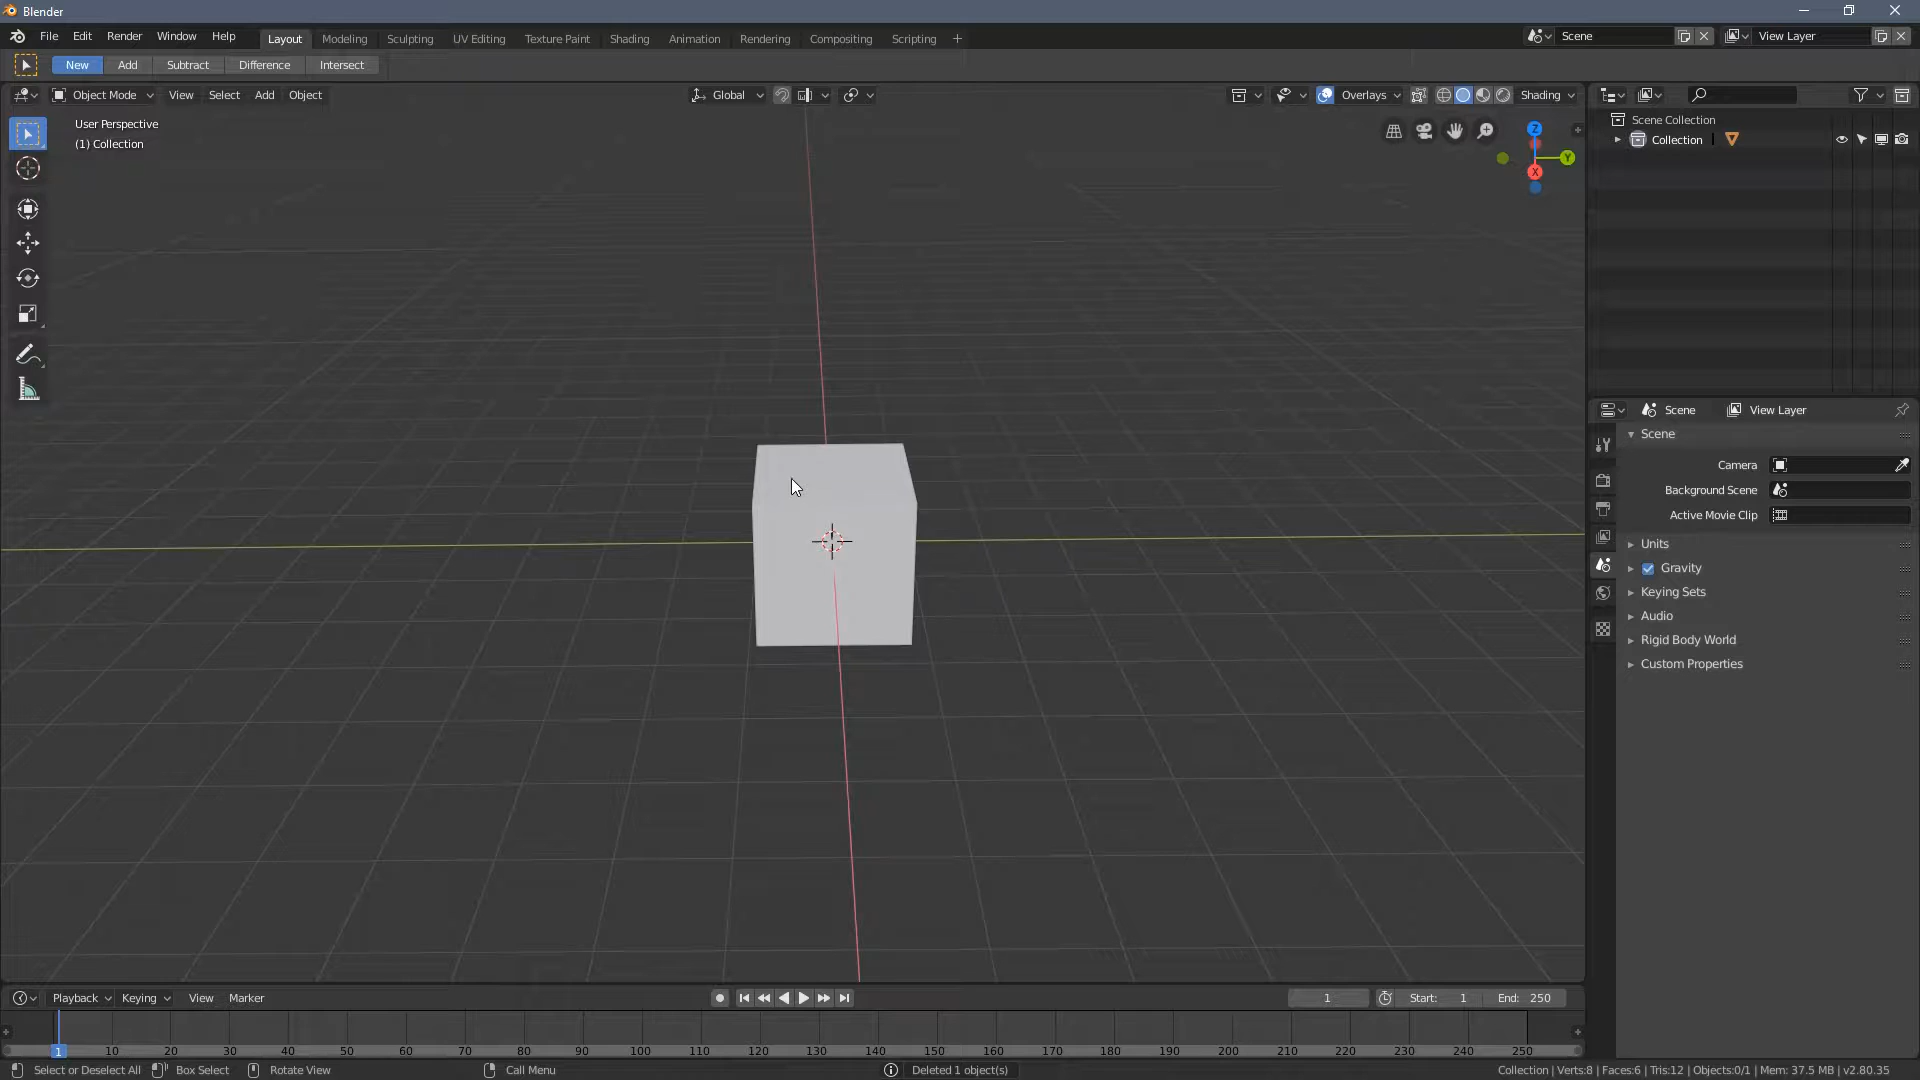 Blender
File Edit Render Window Help Layout Modeling Sculpting UV Editing Texture Paint Shading Animation Rendering Compositing Scripting + Scene View Layer
New Add Subtract Difference Intersect
Object Mode View Select Add Object Global Overlays Shading
User Perspective
(1) Collection
Z
Y
X
Scene Collection
Collection
Scene View Layer
Scene
Camera
Background Scene
Active Movie Clip
Units
Gravity
Keying Sets
Audio
Rigid Body World
Custom Properties
Playback Keying View Marker 1 Start: 1 End: 250
1 10 20 30 40 50 60 70 80 90 100 110 120 130 140 150 160 170 180 190 200 210 220 230 240 250
Select or Deselect All Box Select Rotate View Call Menu Deleted 1 object(s) Collection | Verts:8 | Faces:6 | Tris:12 | Objects:0/1 | Mem: 37.5 MB | v2.80.35